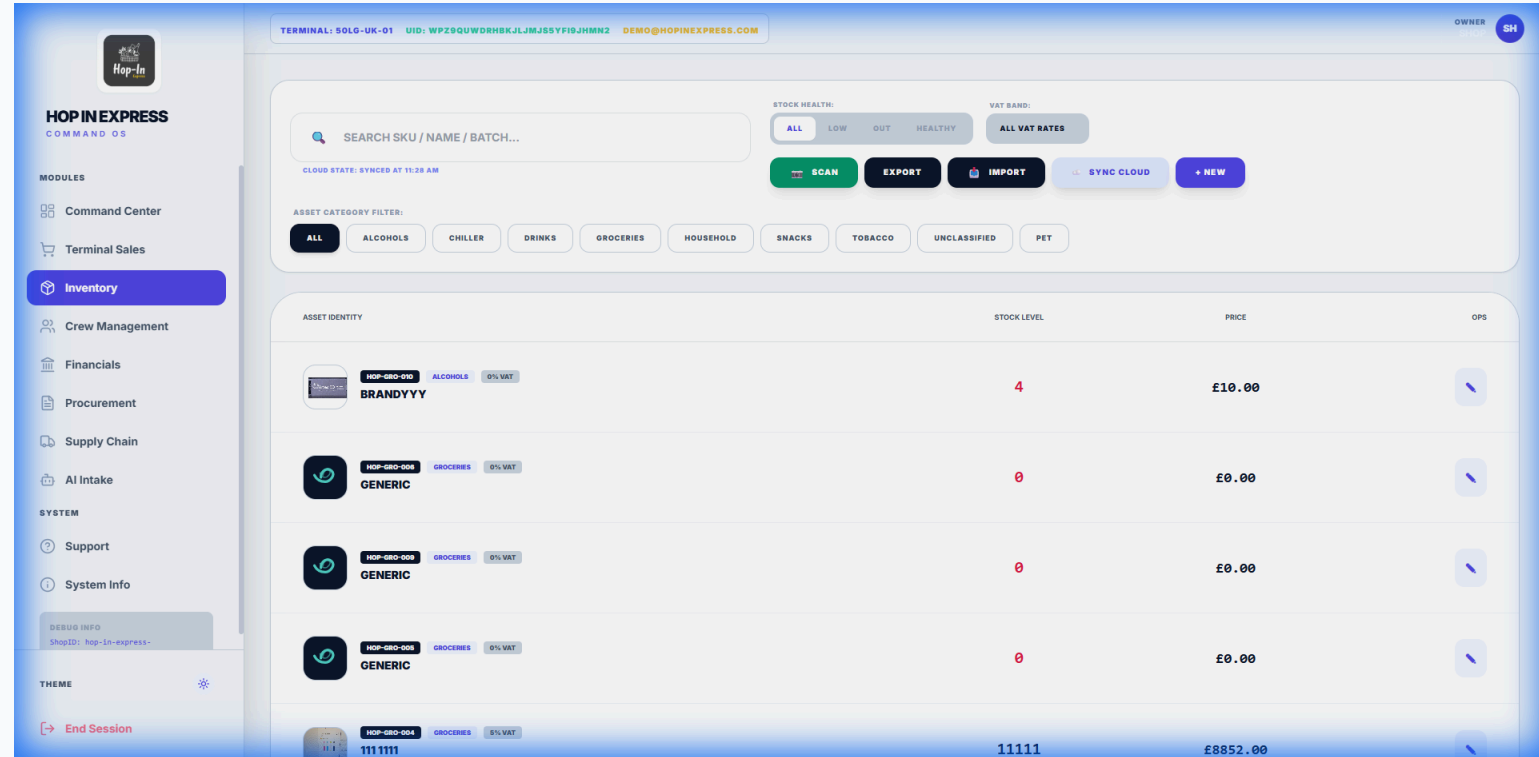 TERMINAL: 50LG-UK-01 UID: WPZ9QUWDRHBKJLJMJS5YFI9JHMN2 DEMO@HOPINEXPRESS.COM
OWNER
SHOP
SH
Hop-In
HOP IN EXPRESS
COMMAND OS
MODULES
Command Center
Terminal Sales
Inventory
Crew Management
Financials
Procurement
Supply Chain
AI Intake
SYSTEM
Support
System Info
DEBUG INFO
ShopID: hop-in-express-
THEME
End Session
SEARCH SKU / NAME / BATCH...
CLOUD STATE: SYNCED AT 11:28 AM
STOCK HEALTH:
ALL LOW OUT HEALTHY
VAT BAND:
ALL VAT RATES
SCAN EXPORT IMPORT SYNC CLOUD + NEW
ASSET CATEGORY FILTER:
ALL ALCOHOLS CHILLER DRINKS GROCERIES HOUSEHOLD SNACKS TOBACCO UNCLASSIFIED PET
ASSET IDENTITY STOCK LEVEL PRICE OPS
HOP-GRO-010 ALCOHOLS 0% VAT
BRANDYYY 4 £10.00
HOP-GRO-006 GROCERIES 0% VAT
GENERIC 0 £0.00
HOP-GRO-009 GROCERIES 0% VAT
GENERIC 0 £0.00
HOP-GRO-005 GROCERIES 0% VAT
GENERIC 0 £0.00
HOP-GRO-004 GROCERIES 5% VAT
111 1111 11111 £8852.00